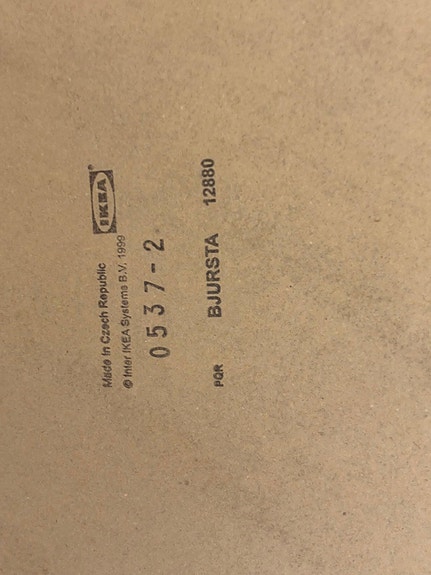 Made in Czech Republic
© Inter IKEA Systems B.V. 1999
IKEA®
0537-2
PQR BJURSTA 12880